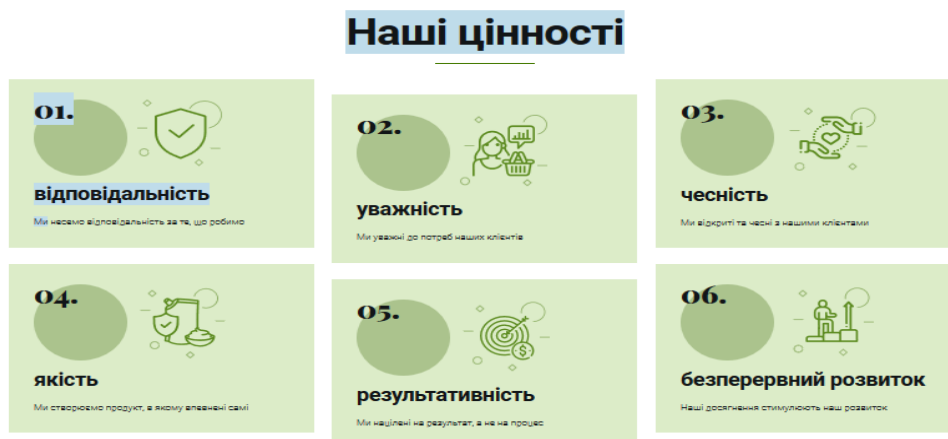 Наші цінності
01.
відповідальність
Ми несемо відповідальність за те, що робимо
02.
уважність
Ми уважні до потреб наших клієнтів
03.
чесність
Ми відкриті та чесні з нашими клієнтами
04.
якість
Ми створюємо продукт, в якому впевнені самі
05.
результативність
Ми націлені на результат, а не на процес
06.
безперервний розвиток
Наші досягнення стимулюють наш розвиток